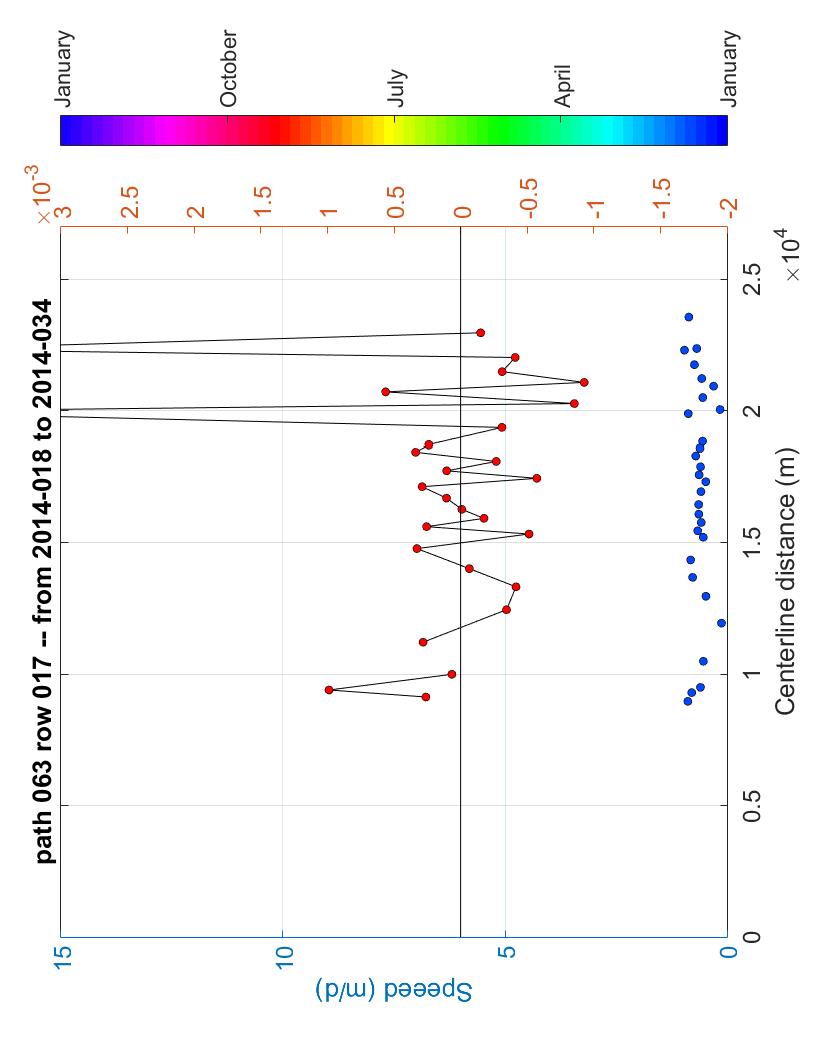 path 063 row 017 -- from 2014-018 to 2014-034
×10-3
15
10
5
0
Speeed (m/d)
0
0.5
1
1.5
2
2.5
×104
Centerline distance (m)
3
2.5
2
1.5
1
0.5
0
-0.5
-1
-1.5
-2
January
October
July
April
January